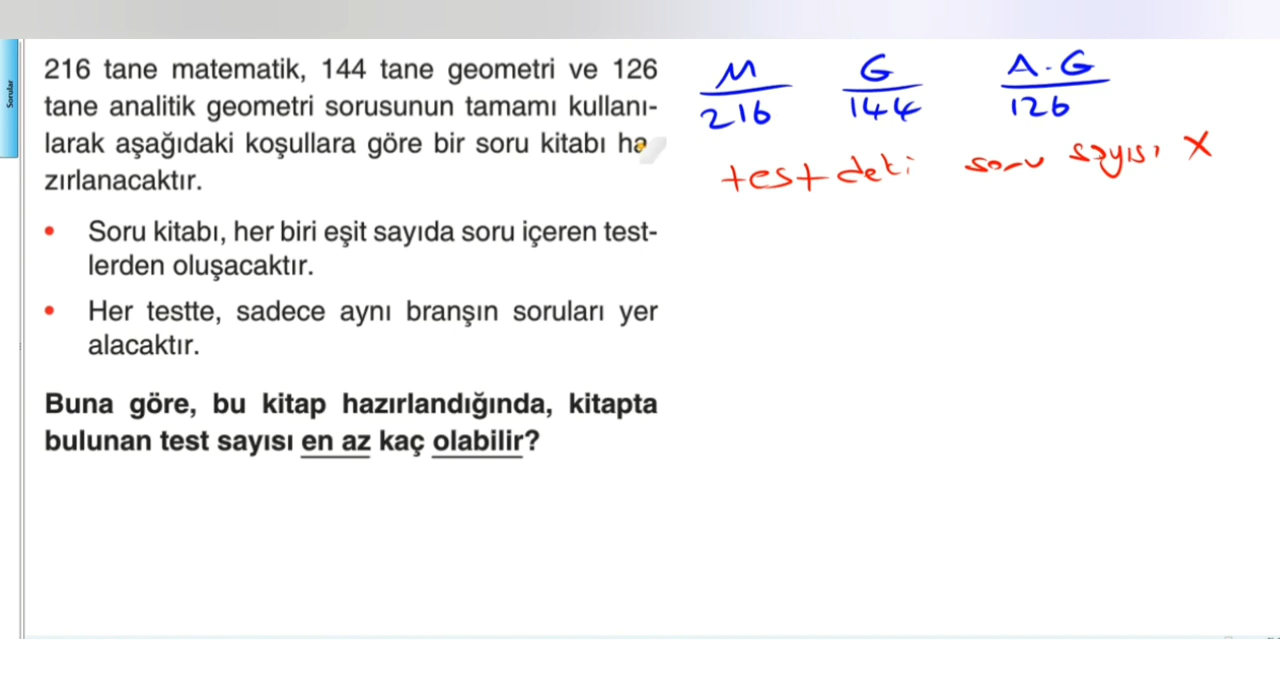 Sorular
216 tane matematik, 144 tane geometri ve 126
tane analitik geometri sorusunun tamamı kullanı-
larak aşağıdaki koşullara göre bir soru kitabı ha
zırlanacaktır.
• Soru kitabı, her biri eşit sayıda soru içeren test-
lerden oluşacaktır.
• Her testte, sadece aynı branşın soruları yer
alacaktır.
Buna göre, bu kitap hazırlandığında, kitapta
bulunan test sayısı en az kaç olabilir?
M G A.G
216 144 126
testdeti soru sayısı X